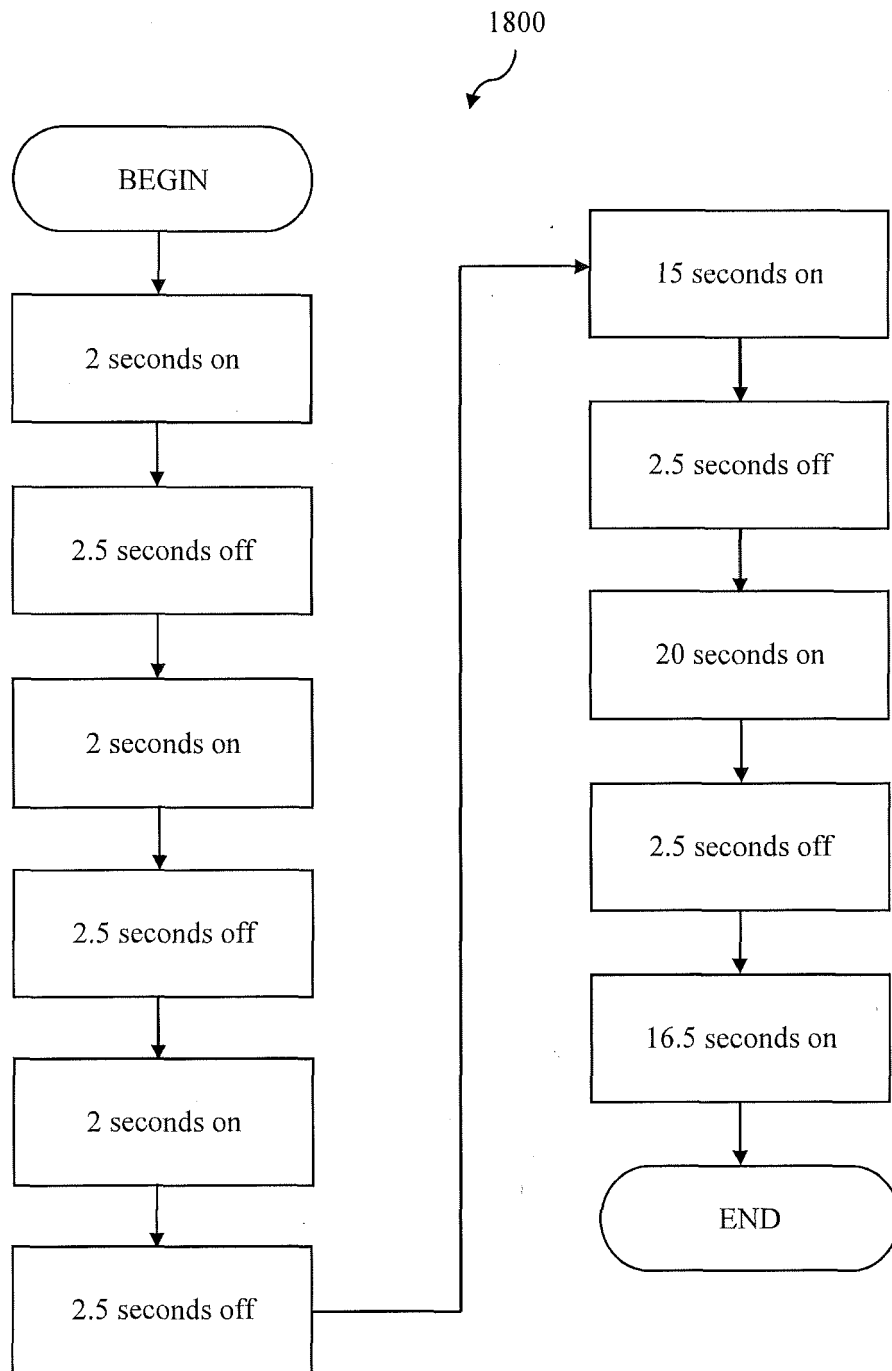 1800
BEGIN
2 seconds on
2.5 seconds off
2 seconds on
2.5 seconds off
2 seconds on
2.5 seconds off
15 seconds on
2.5 seconds off
20 seconds on
2.5 seconds off
16.5 seconds on
END